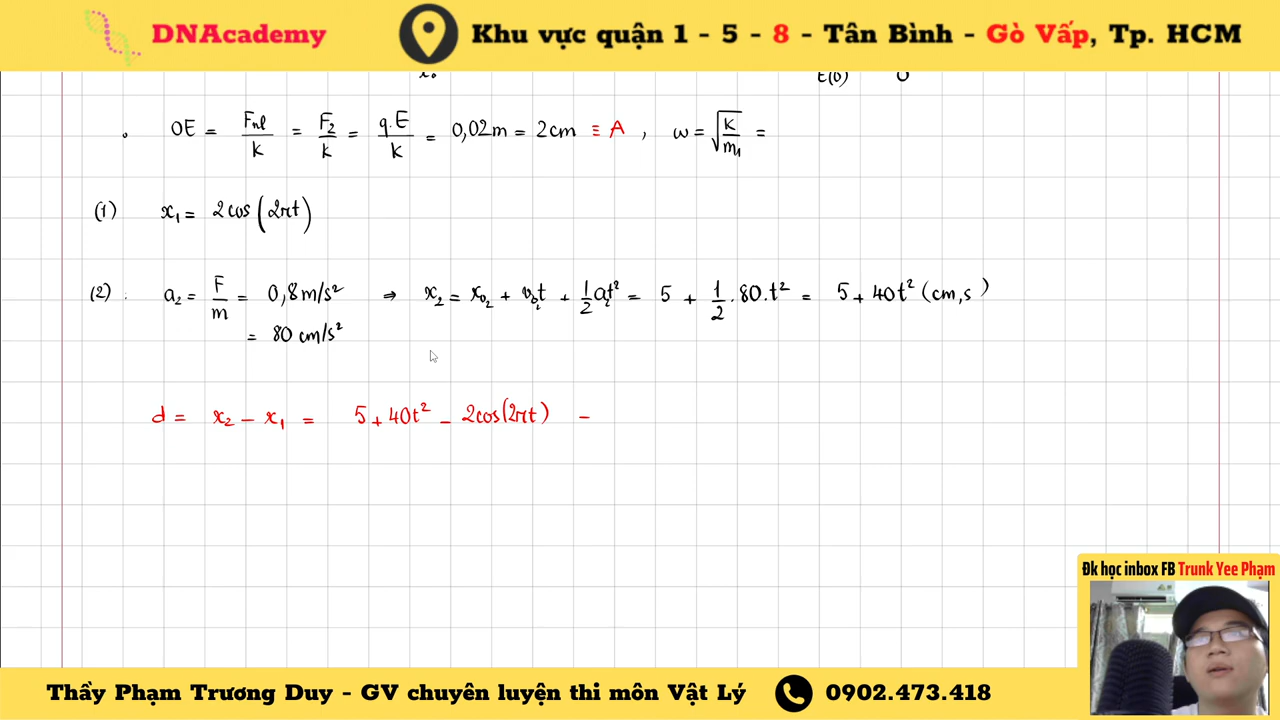 DNAcademy
Khu vực quận 1 - 5 - 8 - Tân Bình - Gò Vấp, Tp. HCM
OE = Fnl/k = F2/k = q.E/k = 0,02m = 2cm ≡ A , ω = √(k/m1) =
(1) x1 = 2cos(2πt)
(2) : a2 = F/m = 0,8m/s² ⇒ x2 = x02 + v02t + 1/2 a2t² = 5 + 1/2 . 80.t² = 5 + 40t² (cm,s)
= 80 cm/s²
d = x2 - x1 = 5 + 40t² - 2cos(2πt) -
Đk học inbox FB Trunk Yee Phạm
Thầy Phạm Trương Duy - GV chuyên luyện thi môn Vật Lý 0902.473.418